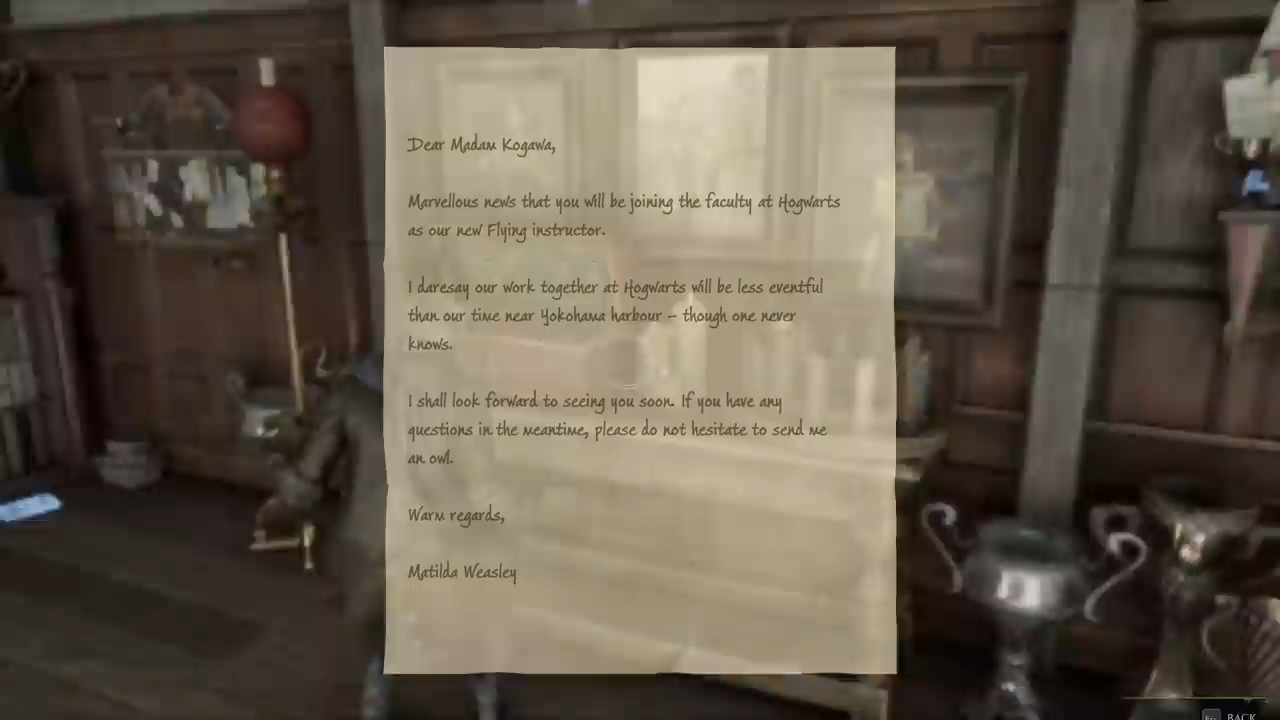 Dear Madam Kogawa,
Marvellous news that you will be joining the faculty at Hogwarts
as our new Flying instructor.
I daresay our work together at Hogwarts will be less eventful
than our time near Yokohama harbour – though one never
knows.
I shall look forward to seeing you soon. If you have any
questions in the meantime, please do not hesitate to send me
an owl.
Warm regards,
Matilda Weasley
Esc BACK